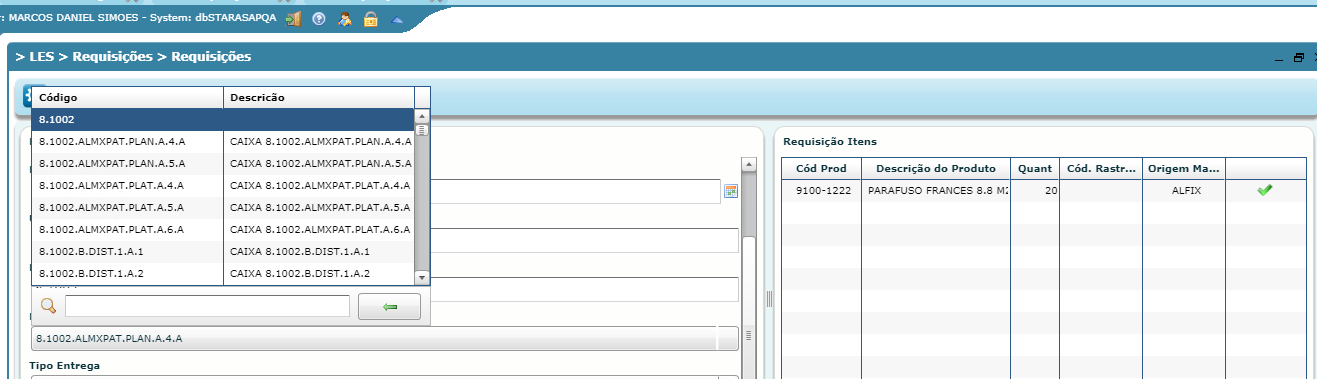 : MARCOS DANIEL SIMOES - System: dbSTARASAPQA
> LES > Requisições > Requisições
Código Descricão
8.1002
8.1002.ALMXPAT.PLAN.A.4.A CAIXA 8.1002.ALMXPAT.PLAN.A.4.A
8.1002.ALMXPAT.PLAN.A.5.A CAIXA 8.1002.ALMXPAT.PLAN.A.5.A
8.1002.ALMXPAT.PLAT.A.4.A CAIXA 8.1002.ALMXPAT.PLAT.A.4.A
8.1002.ALMXPAT.PLAT.A.5.A CAIXA 8.1002.ALMXPAT.PLAT.A.5.A
8.1002.ALMXPAT.PLAT.A.6.A CAIXA 8.1002.ALMXPAT.PLAT.A.6.A
8.1002.B.DIST.1.A.1 CAIXA 8.1002.B.DIST.1.A.1
8.1002.B.DIST.1.A.2 CAIXA 8.1002.B.DIST.1.A.2
8.1002.ALMXPAT.PLAN.A.4.A
Tipo Entrega
Requisição Itens
Cód Prod Descrição do Produto Quant Cód. Rastr... Origem Ma...
9100-1222 PARAFUSO FRANCES 8.8 M 20 ALFIX